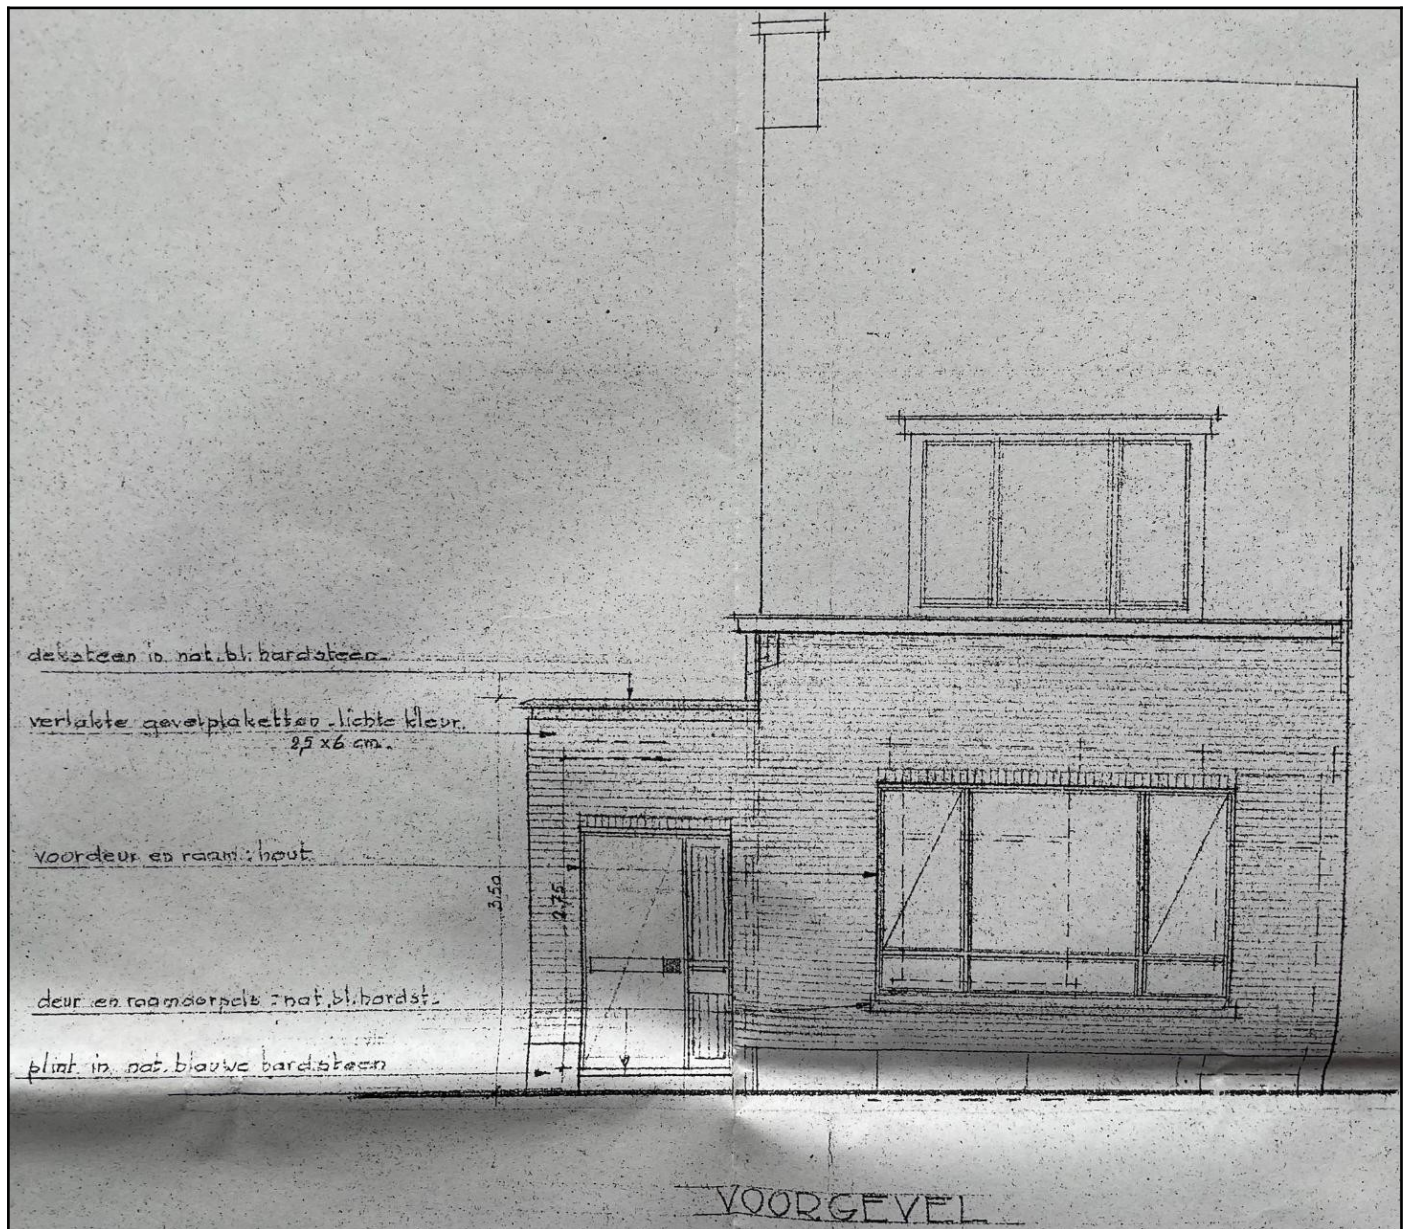 deksteen in nat.bl.hardsteen.
verlakte gevelplaketten - lichte kleur.
2,5 x 6 cm.
voordeur en raam : hout
3.50
2.75
deur en raamdorpels : nat.bl.hardst.
plint in nat. blauwe hardsteen
VOORGEVEL